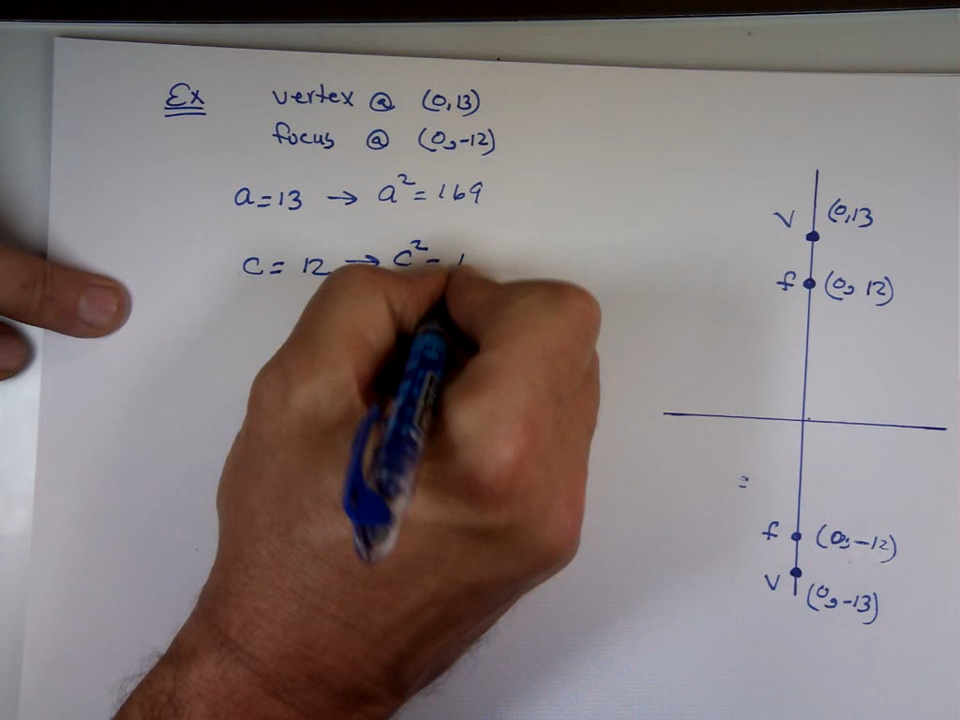 Ex vertex @ (0,13)
focus @ (0,-12)
a=13 → a²=169
c= 12 → c²= 1
V (0,13
f (0, 12)
=
f (0,-12)
V (0,-13)